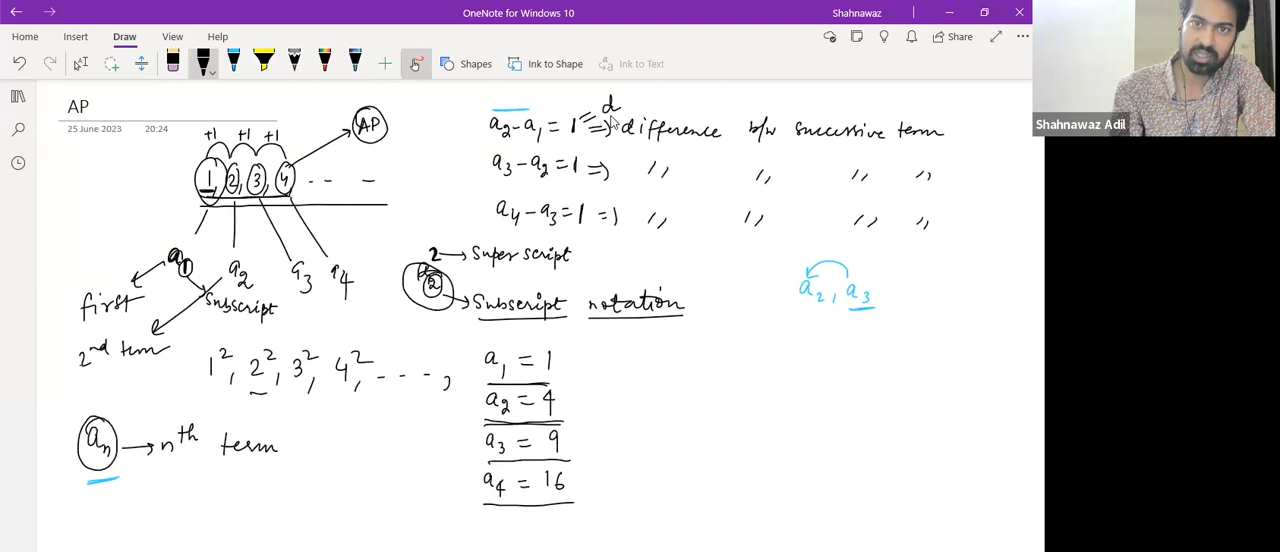 OneNote for Windows 10
Shahnawaz
Home Insert Draw View Help
Share
Shapes Ink to Shape Ink to Text
AP
25 June 2023 20:24
+1 +1 +1
AP
1, 2, 3, 4 - - -
a1 a2 a3 a4
first
Subscript
2nd term
1², 2², 3², 4², - - - -,
an → nth term
d
a2 - a1 = 1 => difference b/w successive term
a3 - a2 = 1 => ,, ,, ,, ,,
a4 - a3 = 1 => ,, ,, ,, ,,
2 → Superscript
2 → Subscript notation
a1 = 1
a2 = 4
a3 = 9
a4 = 16
a2, a3
Shahnawaz Adil